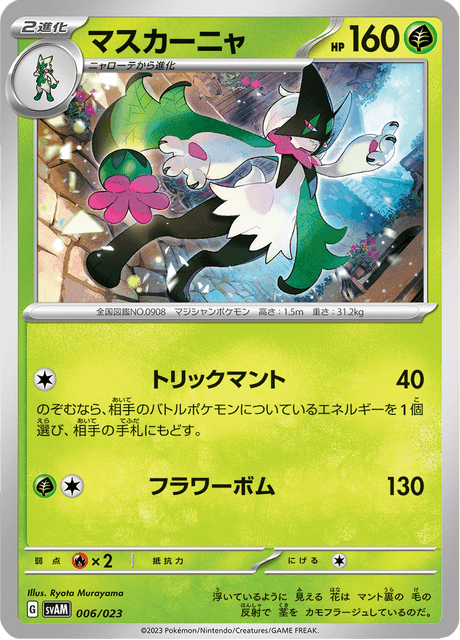 2進化
マスカーニャ
HP 160
ニャローテから進化
全国図鑑NO.0908 マジシャンポケモン 高さ:1.5m 重さ:31.2kg
トリックマント 40
のぞむなら、相手のバトルポケモンについているエネルギーを1個
選び、相手の手札にもどす。
フラワーボム 130
弱点 ×2 抵抗力 にげる
Illus. Ryota Murayama
G svAM 006/023
浮いているように 見える 花は マント裏の 毛の
反射で 茎を カモフラージュしているのだ。
©2023 Pokémon/Nintendo/Creatures/GAME FREAK.